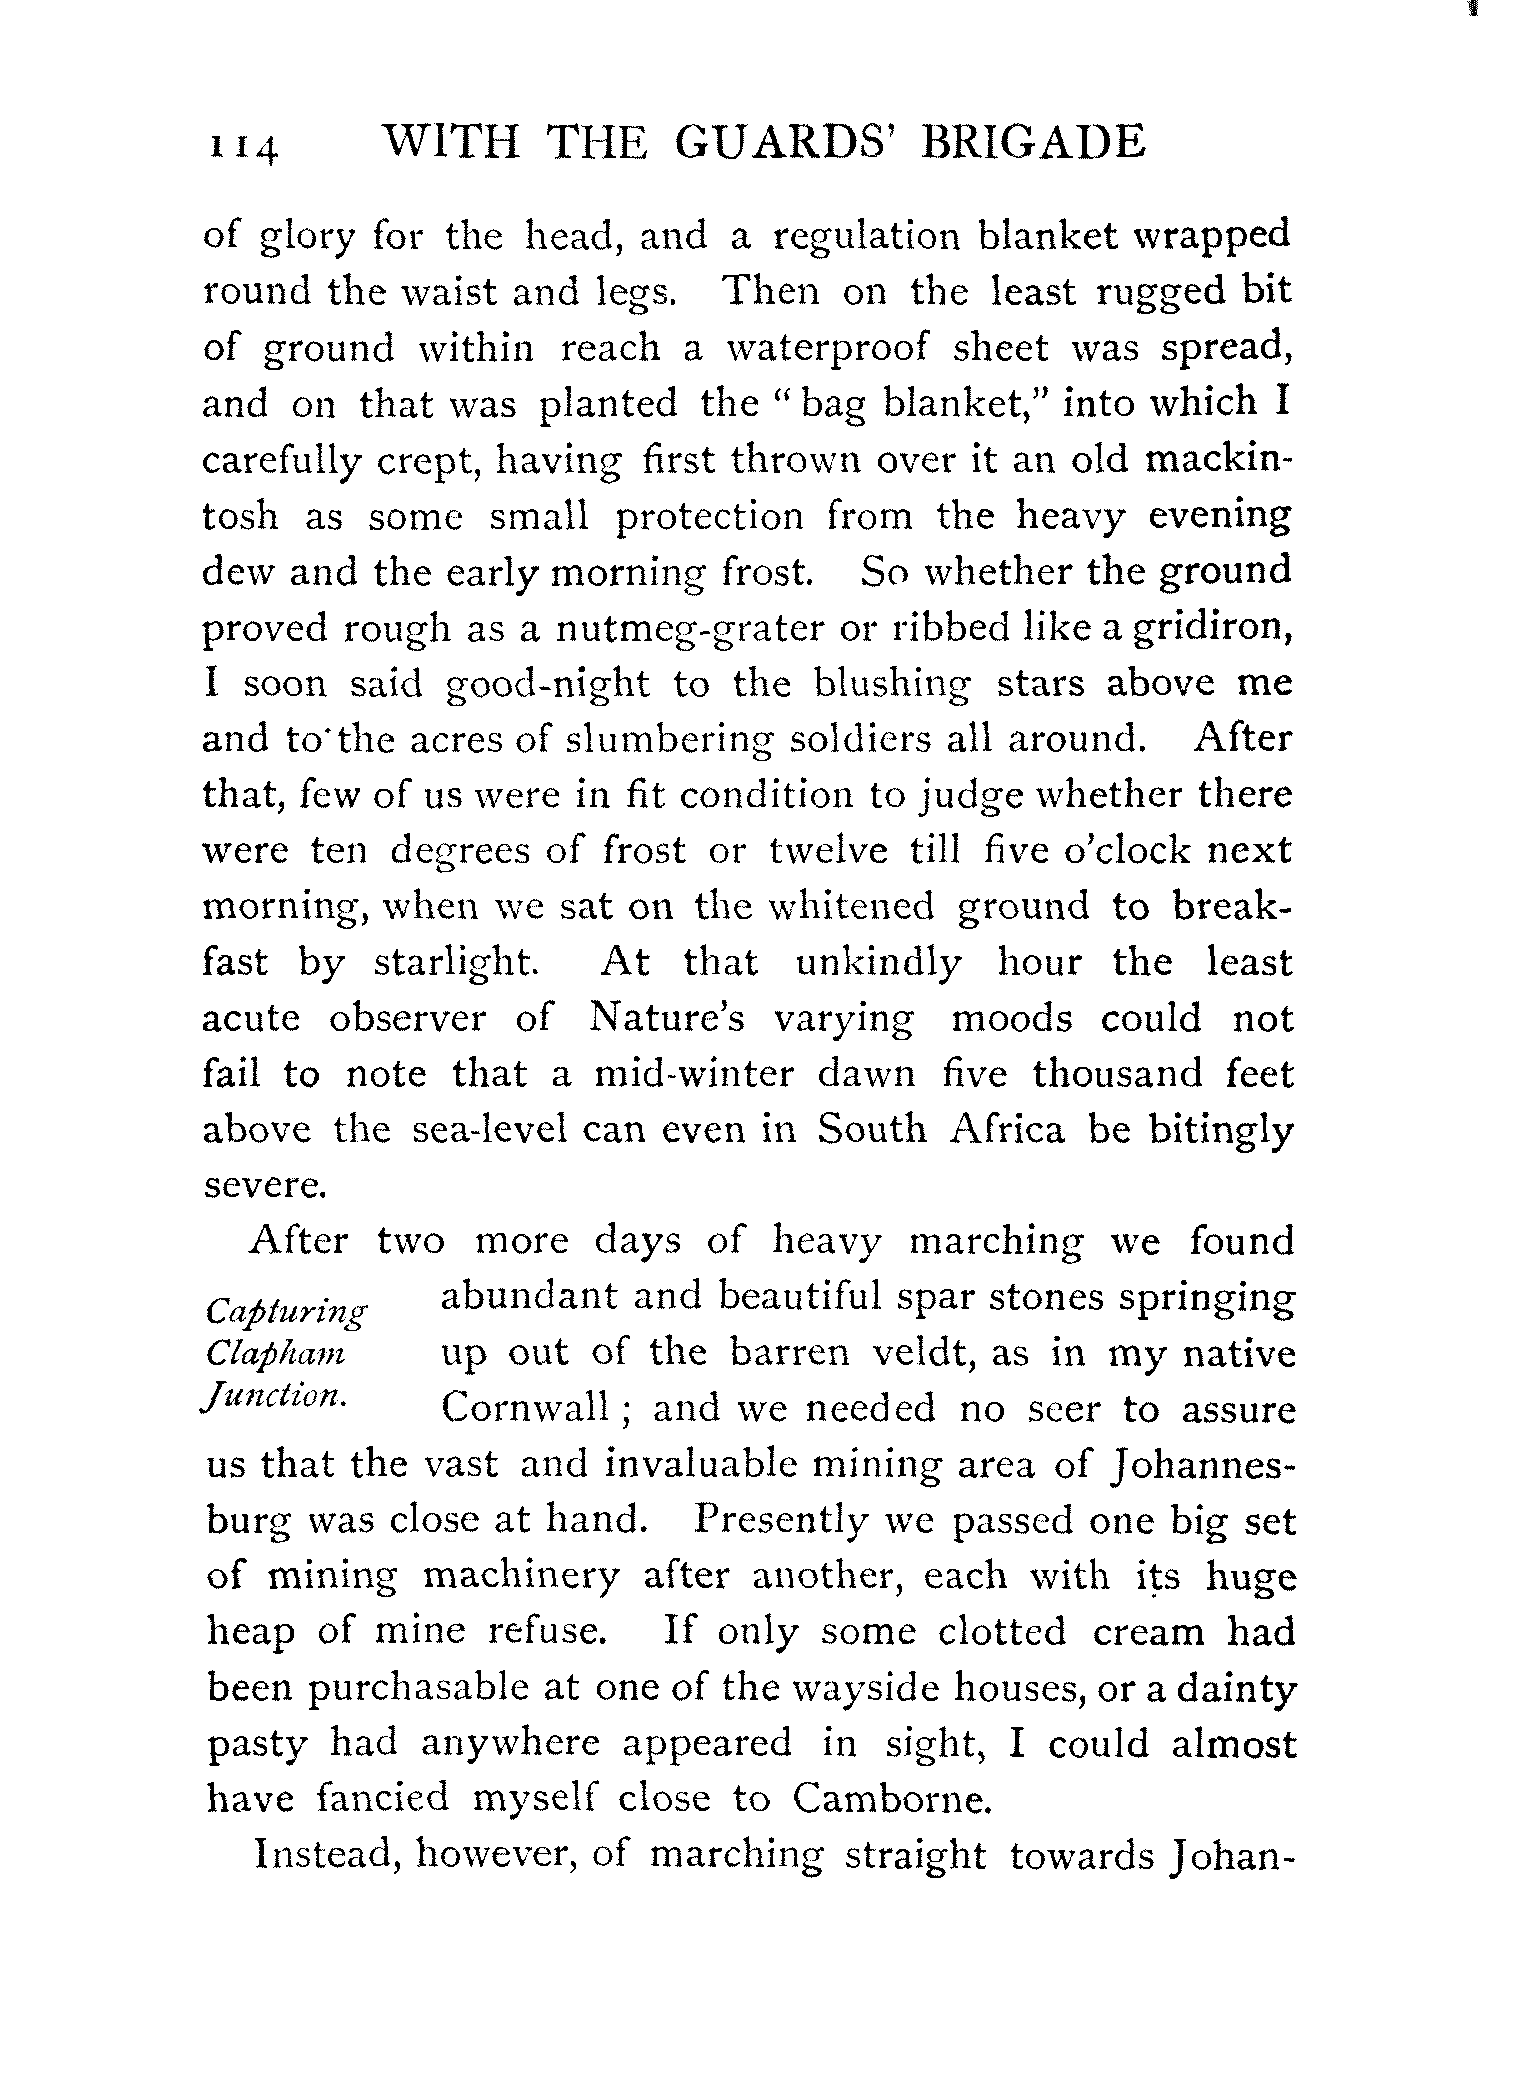 114 WITH THE GUARDS' BRIGADE
of glory for the head, and a regulation blanket wrapped
round the waist and legs. Then on the least rugged bit
of ground within reach a waterproof sheet was spread,
and on that was planted the "bag blanket," into which I
carefully crept, having first thrown over it an old mackin-
tosh as some small protection from the heavy evening
dew and the early morning frost. So whether the ground
proved rough as a nutmeg-grater or ribbed like a gridiron,
I soon said good-night to the blushing stars above me
and to the acres of slumbering soldiers all around. After
that, few of us were in fit condition to judge whether there
were ten degrees of frost or twelve till five o'clock next
morning, when we sat on the whitened ground to break-
fast by starlight. At that unkindly hour the least
acute observer of Nature's varying moods could not
fail to note that a mid-winter dawn five thousand feet
above the sea-level can even in South Africa be bitingly
severe.
After two more days of heavy marching we found
Capturing
Clapham
Junction.
abundant and beautiful spar stones springing
up out of the barren veldt, as in my native
Cornwall; and we needed no seer to assure
us that the vast and invaluable mining area of Johannes-
burg was close at hand. Presently we passed one big set
of mining machinery after another, each with its huge
heap of mine refuse. If only some clotted cream had
been purchasable at one of the wayside houses, or a dainty
pasty had anywhere appeared in sight, I could almost
have fancied myself close to Camborne.
Instead, however, of marching straight towards Johan-